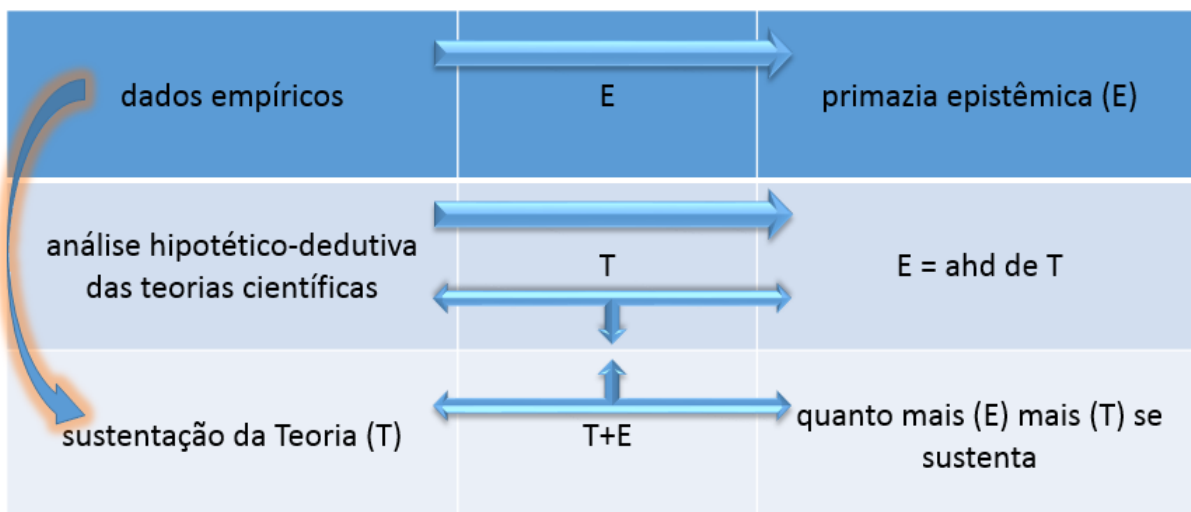 dados empíricos
E
primazia epistêmica (E)
análise hipotético-dedutiva
das teorias científicas
T
E = ahd de T
sustentação da Teoria (T)
T+E
quanto mais (E) mais (T) se
sustenta